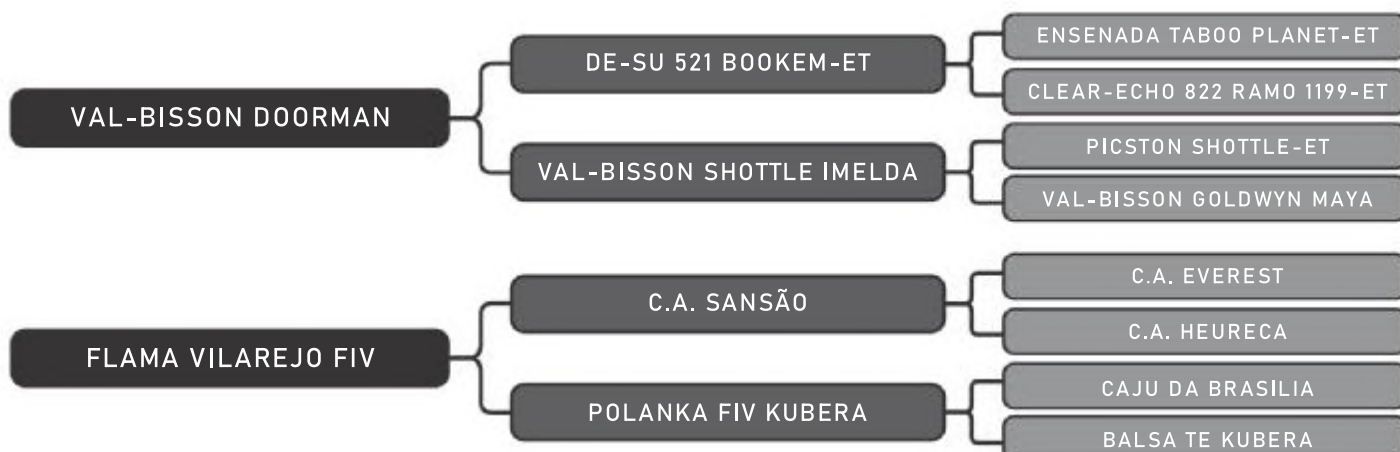 VAL-BISSON DOORMAN
DE-SU 521 BOOKEM-ET
ENSENADA TABOO PLANET-ET
CLEAR-ECHO 822 RAMO 1199-ET
VAL-BISSON SHOTTLE IMELDA
PICSTON SHOTTLE-ET
VAL-BISSON GOLDWYN MAYA
FLAMA VILAREJO FIV
C.A. SANSÃO
C.A. EVEREST
C.A. HEURECA
POLANKA FIV KUBERA
CAJU DA BRASÍLIA
BALSA TE KUBERA